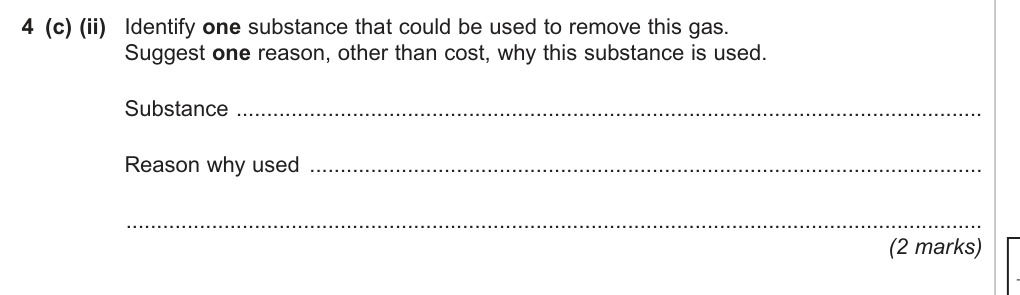 4 (c) (ii) Identify one substance that could be used to remove this gas.
Suggest one reason, other than cost, why this substance is used.
Substance ................................................................................................................
Reason why used ....................................................................................................
................................................................................................................................
(2 marks)